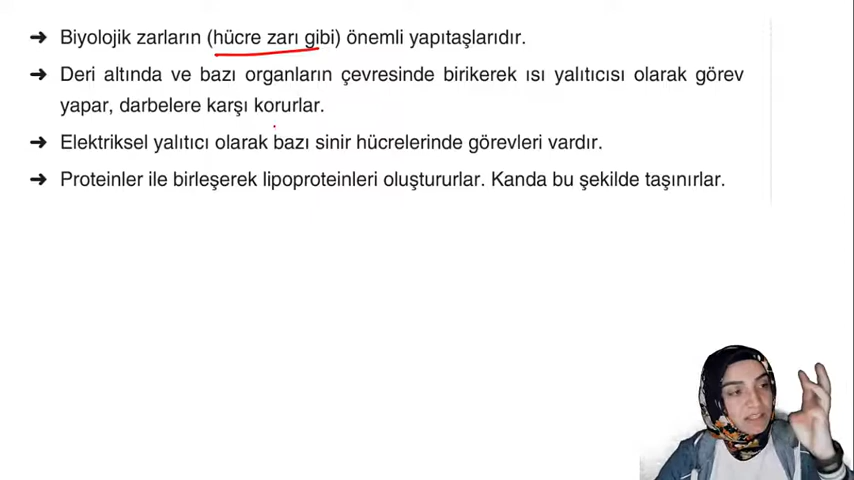 ➜ Biyolojik zarların (hücre zarı gibi) önemli yapıtaşlarıdır.
➜ Deri altında ve bazı organların çevresinde birikerek ısı yalıtıcısı olarak görev
yapar, darbelere karşı korurlar.
➜ Elektriksel yalıtıcı olarak bazı sinir hücrelerinde görevleri vardır.
➜ Proteinler ile birleşerek lipoproteinleri oluştururlar. Kanda bu şekilde taşınırlar.